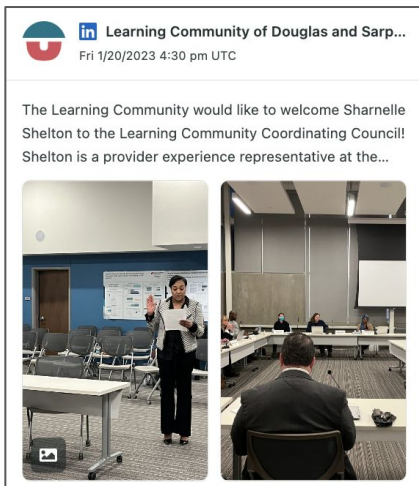 in Learning Community of Douglas and Sarp...
Fri 1/20/2023 4:30 pm UTC
The Learning Community would like to welcome Sharnelle
Shelton to the Learning Community Coordinating Council!
Shelton is a provider experience representative at the...